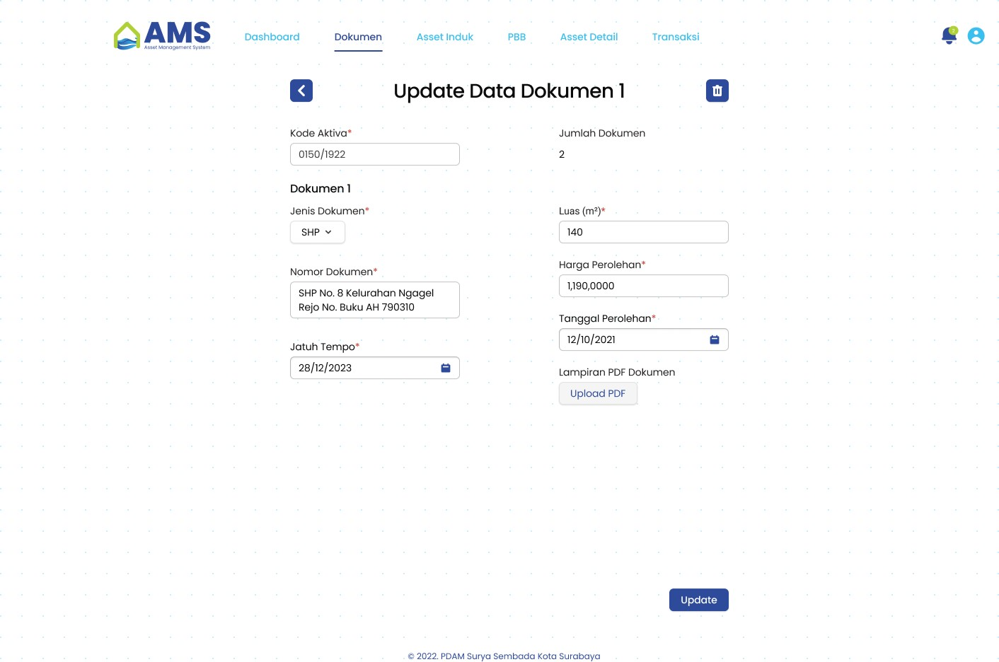 AMS
Asset Management System
Dashboard
Dokumen
Asset Induk
PBB
Asset Detail
Transaksi
2
Update Data Dokumen 1
Kode Aktiva*
0150/1922
Jumlah Dokumen
2
Dokumen 1
Jenis Dokumen*
SHP
Nomor Dokumen*
SHP No. 8 Kelurahan Ngagel
Rejo No. Buku AH 790310
Jatuh Tempo*
28/12/2023
Luas (m²)*
140
Harga Perolehan*
1,190,0000
Tanggal Perolehan*
12/10/2021
Lampiran PDF Dokumen
Upload PDF
Update
© 2022. PDAM Surya Sembada Kota Surabaya